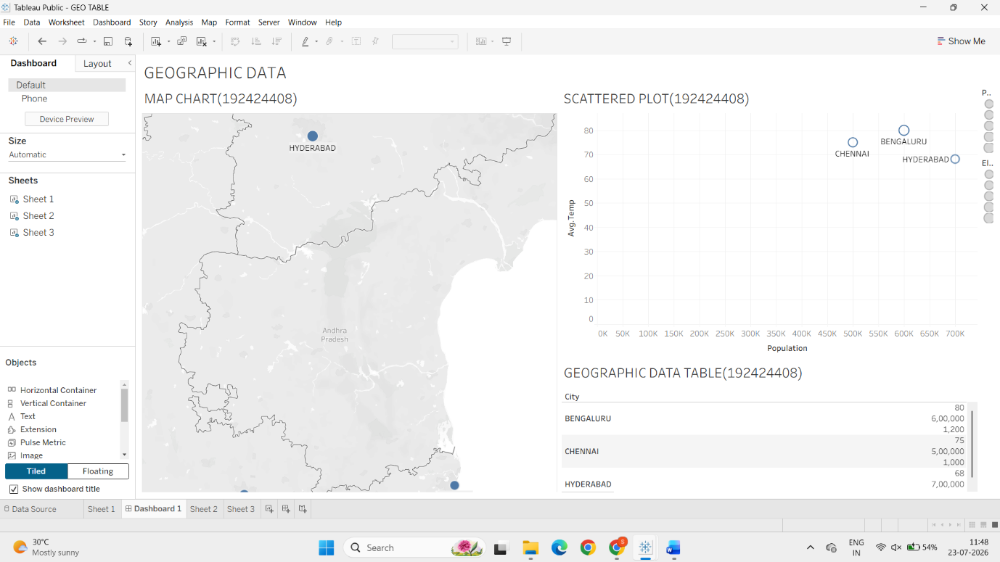 Tableau Public - GEO TABLE
File Data Worksheet Dashboard Story Analysis Map Format Server Window Help
Show Me
Dashboard
Layout
Default
Phone
Device Preview
Size
Automatic
Sheets
Sheet 1
Sheet 2
Sheet 3
Objects
Horizontal Container
Vertical Container
A Text
Extension
Pulse Metric
Image
Tiled
Floating
Show dashboard title
GEOGRAPHIC DATA
MAP CHART(192424408)
HYDERABAD
Andhra
Pradesh
SCATTERED PLOT(192424408)
80
70
60
50
40
30
20
10
0
Avg.Temp
BENGALURU
CHENNAI
HYDERABAD
0K 50K 100K 150K 200K 250K 300K 350K 400K 450K 500K 550K 600K 650K 700K
Population
P..
El..
GEOGRAPHIC DATA TABLE(192424408)
City
80
BENGALURU 6,00,000
1,200
75
CHENNAI 5,00,000
1,000
68
HYDERABAD 7,00,000
Data Source Sheet 1 Dashboard 1 Sheet 2 Sheet 3
30°C
Mostly sunny
Search
S
W
ENG
IN
54%
11:48
23-07-2026